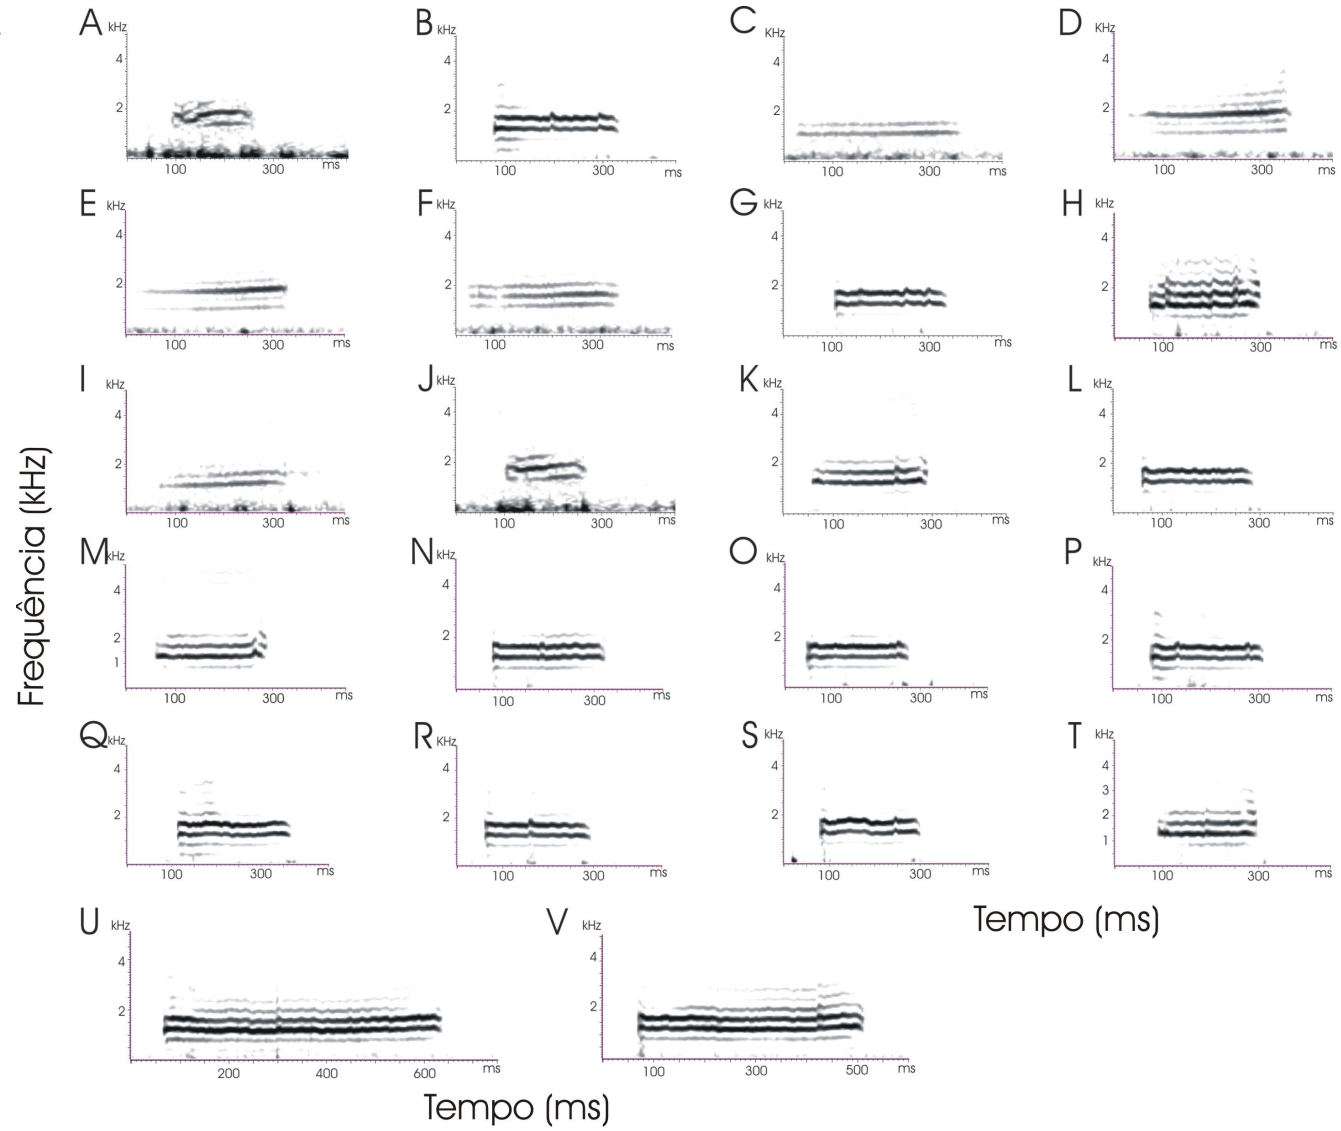 A kHz B kHz C KHz D KHz
4 4 4 4
2 2 2 2
100 300 ms 100 300 ms 100 300 ms 100 300 ms
E kHz F kHz G kHz H kHz
4 4 4 4
2 2 2 2
100 300 ms 100 300 ms 100 300 ms 100 300 ms
I kHz J kHz K kHz L kHz
4 4 4 4
2 2 2 2
100 300 ms 100 300 ms 100 300 ms 100 300 ms
Frequência (kHz)
M kHz N kHz O kHz P kHz
4 4 4 4
2 2 2 2
1
100 300 ms 100 300 ms 100 300 ms 100 300 ms
Q kHz R KHz S kHz T kHz
4 4 4 4
3
2 2 2 2
1
100 300 ms 100 300 ms 100 300 ms 100 300 ms
Tempo (ms)
U kHz V kHz
4 4
2 2
200 400 600 ms 100 300 500 ms
Tempo (ms)